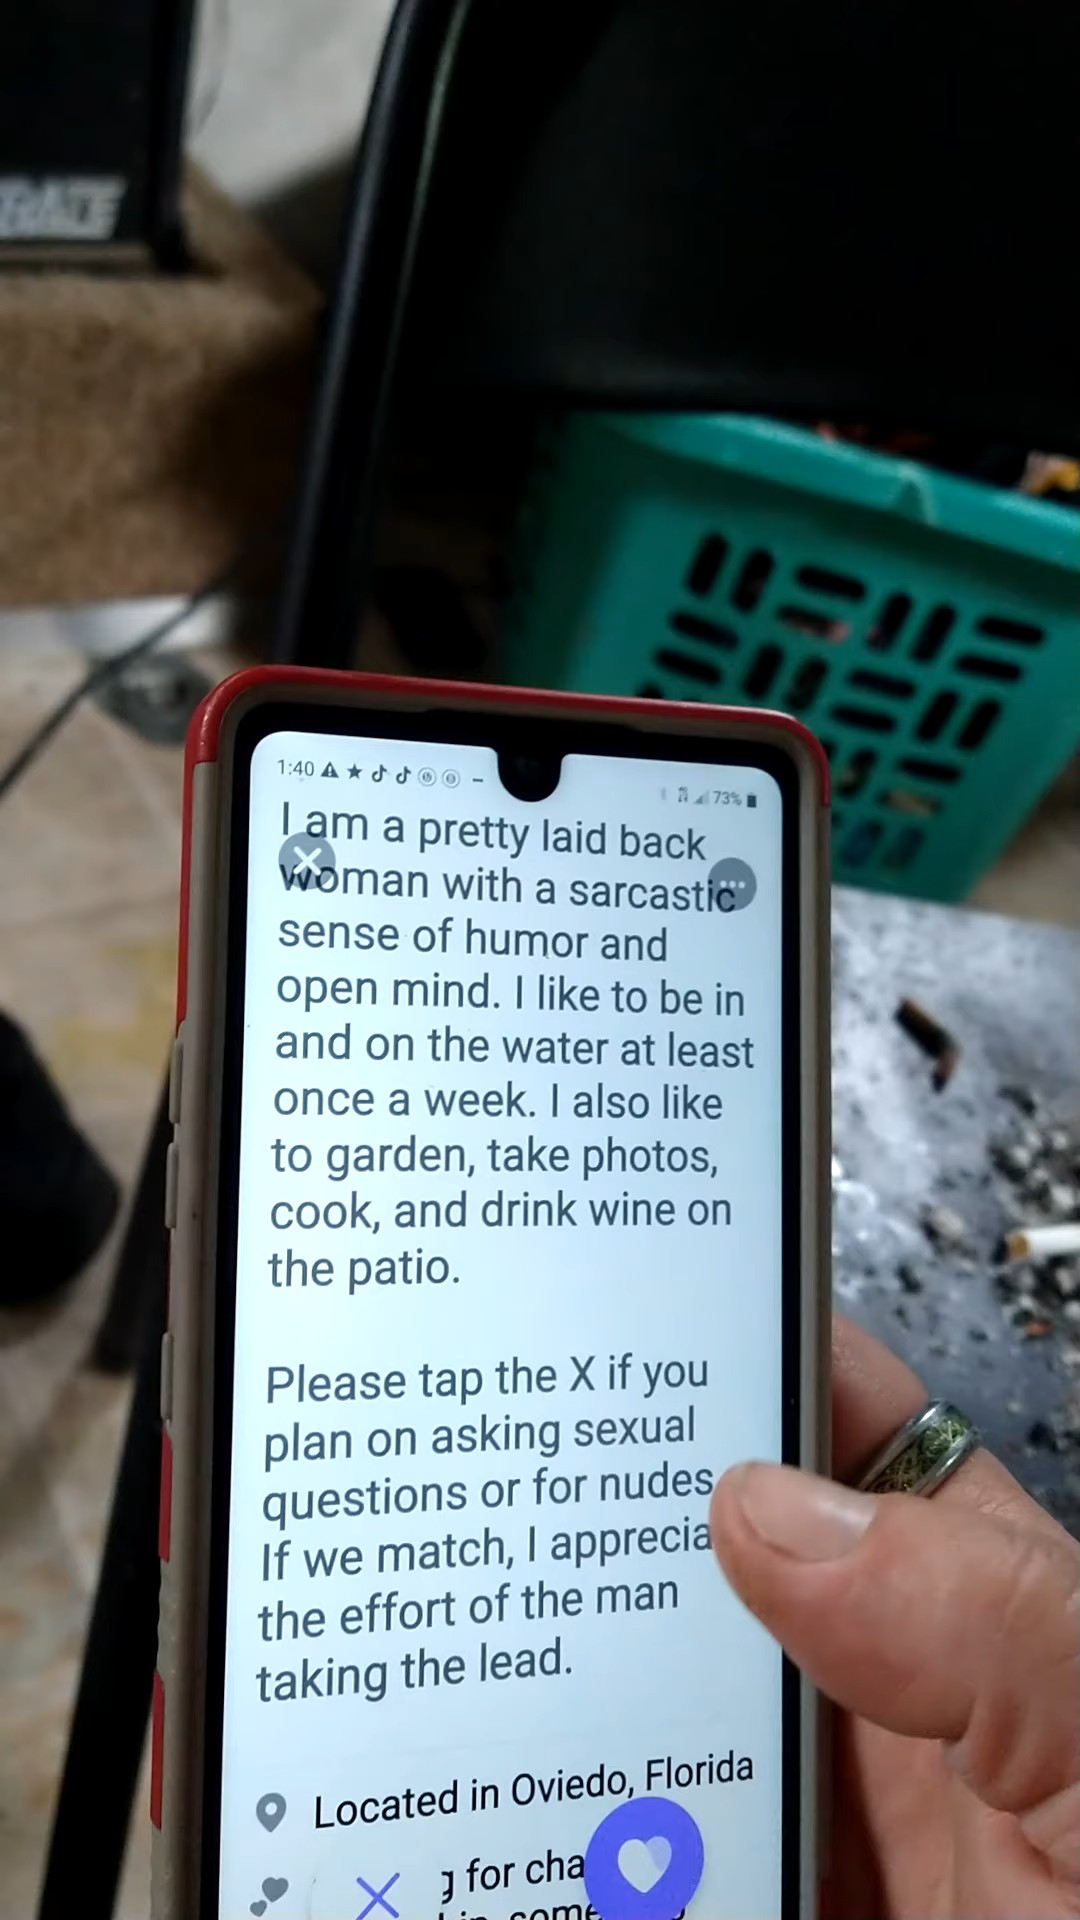 1:40
73%
I am a pretty laid back
woman with a sarcastic
sense of humor and
open mind. I like to be in
and on the water at least
once a week. I also like
to garden, take photos,
cook, and drink wine on
the patio.
Please tap the X if you
plan on asking sexual
questions or for nudes
If we match, I apprecia
the effort of the man
taking the lead.
Located in Oviedo, Florida
g for cha